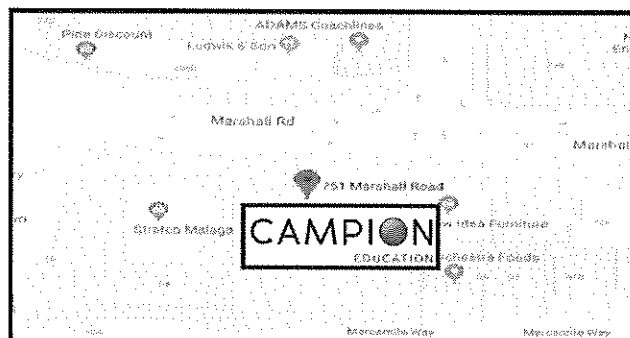 ADAMS Coachlines
Pine Discount
Ludwik & Son
Marshall Rd
751 Marshall Road
Stratco Malaga
Idea Furniture
CAMPION
EDUCATION
Foods
Mercantile Way
Mercantile Way